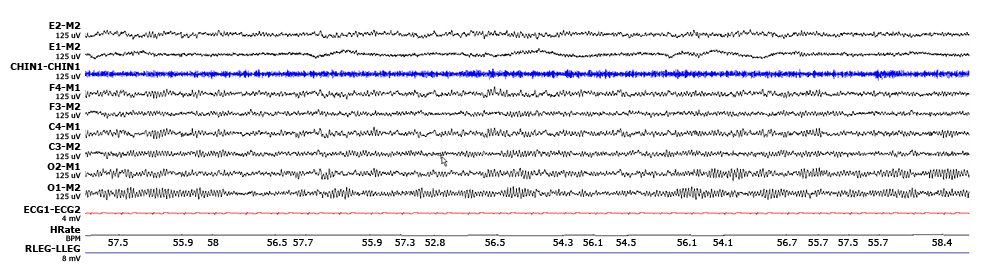 E2-M2
125 uV
E1-M2
125 uV
CHIN1-CHIN1
125 uV
F4-M1
125 uV
F3-M2
125 uV
C4-M1
125 uV
C3-M2
125 uV
O2-M1
125 uV
O1-M2
125 uV
ECG1-ECG2
4 mV
HRate
BPM
57.5 55.9 58 56.5 57.7 55.9 57.3 52.8 56.5 54.3 56.1 54.5 56.1 54.1 56.7 55.7 57.5 55.7 58.4
RLEG-LLEG
8 mV